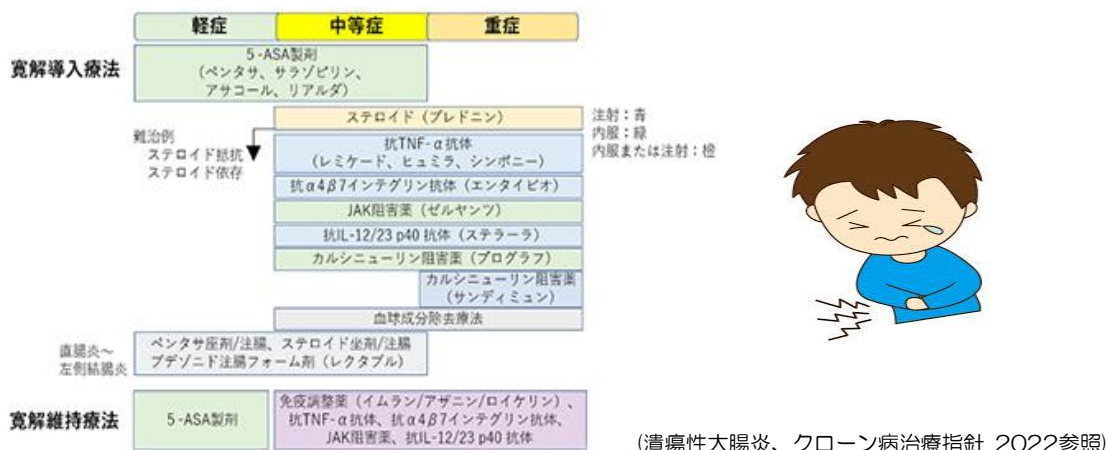 軽症 中等症 重症
寛解導入療法
5-ASA製剤
(ペンタサ、サラゾピリン、
アサコール、リアルダ)
ステロイド(プレドニン)
注射:青
内服:緑
内服または注射:橙
難治例
ステロイド抵抗
ステロイド依存
抗TNF-α抗体
(レミケード、ヒュミラ、シンポニー)
抗α4β7インテグリン抗体(エンタイビオ)
JAK阻害薬(ゼルヤンツ)
抗IL-12/23 p40 抗体(ステラーラ)
カルシニューリン阻害薬(プログラフ)
カルシニューリン阻害薬
(サンディミュン)
血球成分除去療法
直腸炎~
左側結腸炎
ペンタサ座剤/注腸、ステロイド坐剤/注腸
ブデゾニド注腸フォーム剤(レクタブル)
寛解維持療法
5-ASA製剤
免疫調整薬(イムラン/アザニン/ロイケリン)、
抗TNF-α抗体、抗α4β7インテグリン抗体、
JAK阻害薬、抗IL-12/23 p40 抗体
(潰瘍性大腸炎、クローン病治療指針 2022参照)